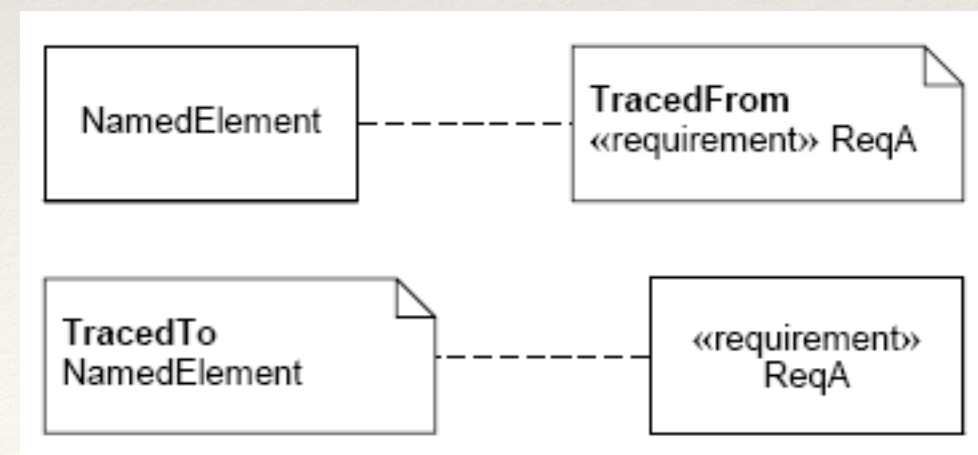 NamedElement
TracedFrom
«requirement» ReqA
TracedTo
NamedElement
«requirement»
ReqA